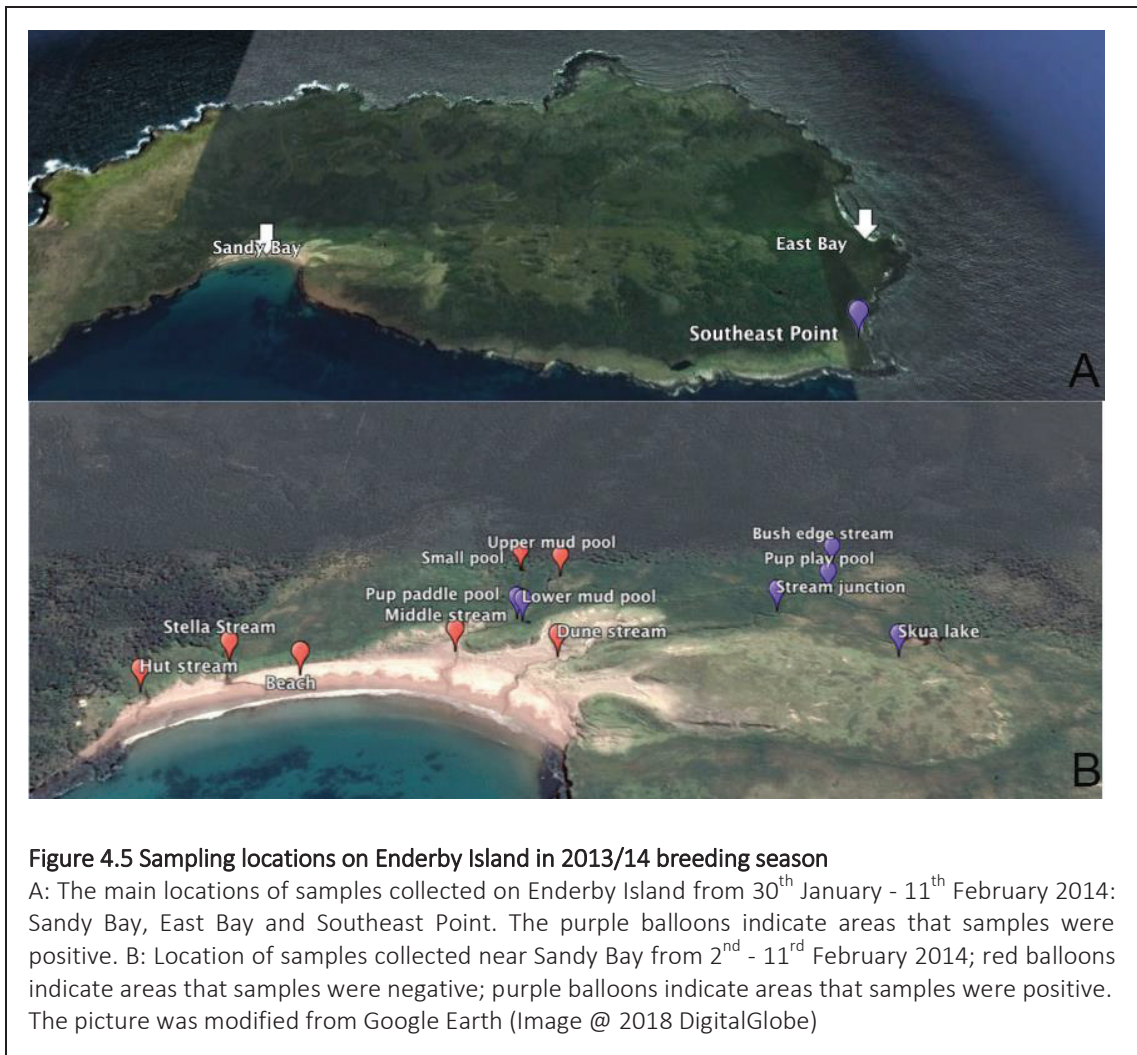 Sandy Bay
East Bay
Southeast Point
A
Bush edge stream
Upper mud pool
Small pool
Pup play pool
Stream junction
Pup paddle pool
Lower mud pool
Middle stream
Stella Stream
Dune stream
Skua lake
Hut stream
Beach
B
Figure 4.5 Sampling locations on Enderby Island in 2013/14 breeding season
A: The main locations of samples collected on Enderby Island from 30th January - 11th February 2014:
Sandy Bay, East Bay and Southeast Point. The purple balloons indicate areas that samples were
positive. B: Location of samples collected near Sandy Bay from 2nd - 11rd February 2014; red balloons
indicate areas that samples were negative; purple balloons indicate areas that samples were positive.
The picture was modified from Google Earth (Image @ 2018 DigitalGlobe)